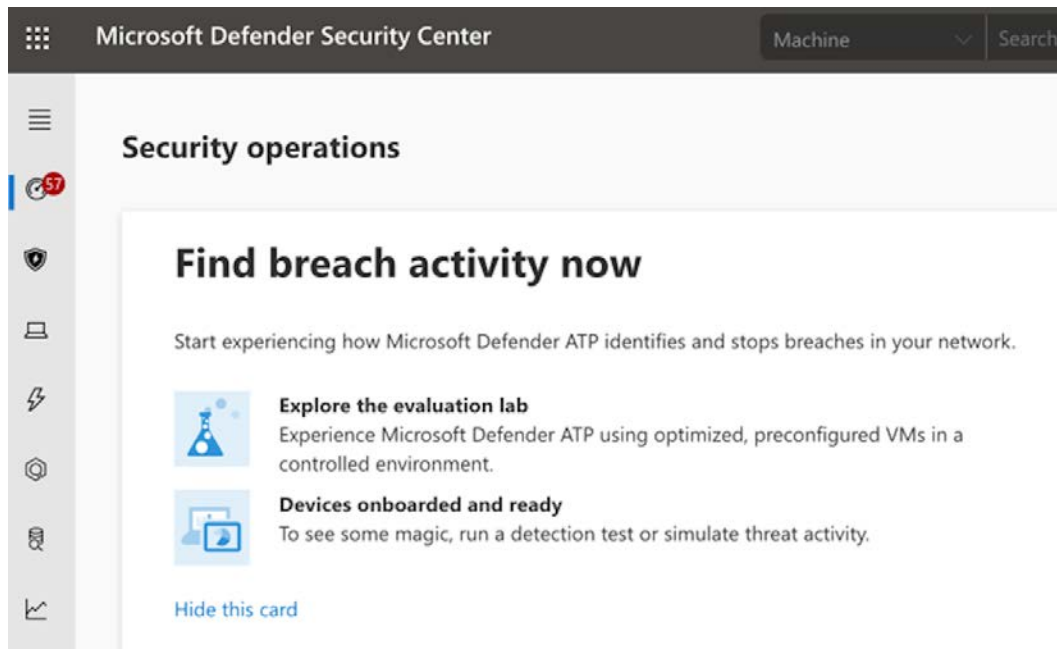 Microsoft Defender Security Center
Machine
Search
57
Security operations
Find breach activity now
Start experiencing how Microsoft Defender ATP identifies and stops breaches in your network.
Explore the evaluation lab
Experience Microsoft Defender ATP using optimized, preconfigured VMs in a
controlled environment.
Devices onboarded and ready
To see some magic, run a detection test or simulate threat activity.
Hide this card